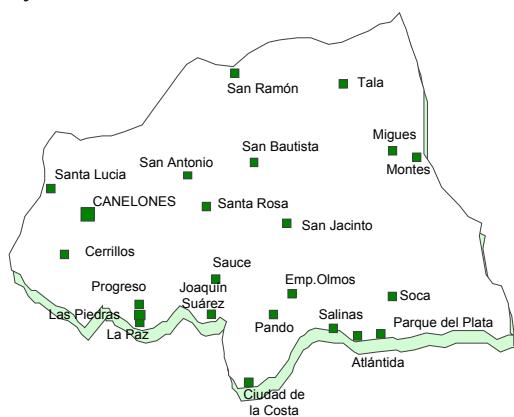 San Ramón
Tala
Migues
Montes
San Bautista
San Antonio
Santa Lucia
CANELONES
Santa Rosa
San Jacinto
Cerrillos
Sauce
Progreso
Joaquín
Suárez
Emp.Olmos
Soca
Las Piedras
La Paz
Pando
Salinas
Parque del Plata
Atlántida
Ciudad de
la Costa